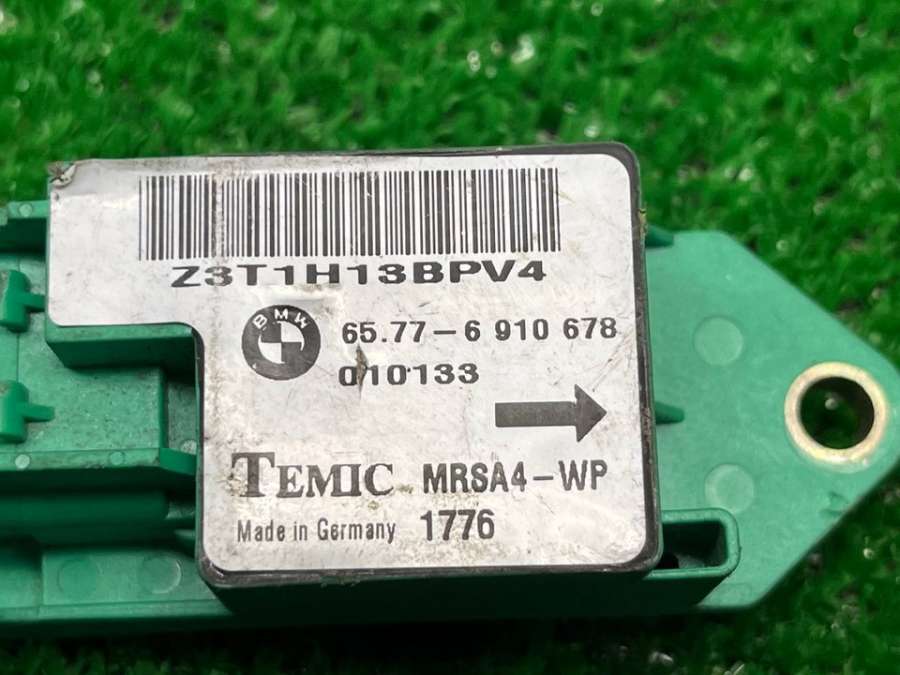 Z3T1H13BPV4
BMW
65.77-6 910 678
010133
TEMIC MRSA4-WP
Made in Germany 1776